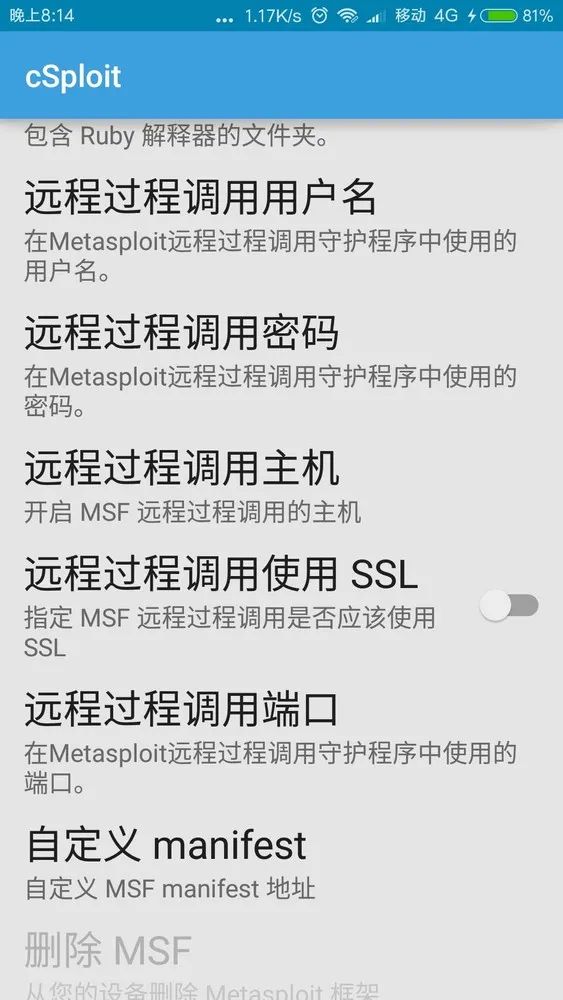 晚上8:14 ... 1.17K/s 移动 4G 81%
cSploit
包含 Ruby 解释器的文件夹。
远程过程调用用户名
在Metasploit远程过程调用守护程序中使用的
用户名。
远程过程调用密码
在Metasploit远程过程调用守护程序中使用的
密码。
远程过程调用主机
开启 MSF 远程过程调用的主机
远程过程调用使用 SSL
指定 MSF 远程过程调用是否应该使用
SSL
远程过程调用端口
在Metasploit远程过程调用守护程序中使用的
端口。
自定义 manifest
自定义 MSF manifest 地址
删除 MSF
从您的设备删除 Metasploit 框架